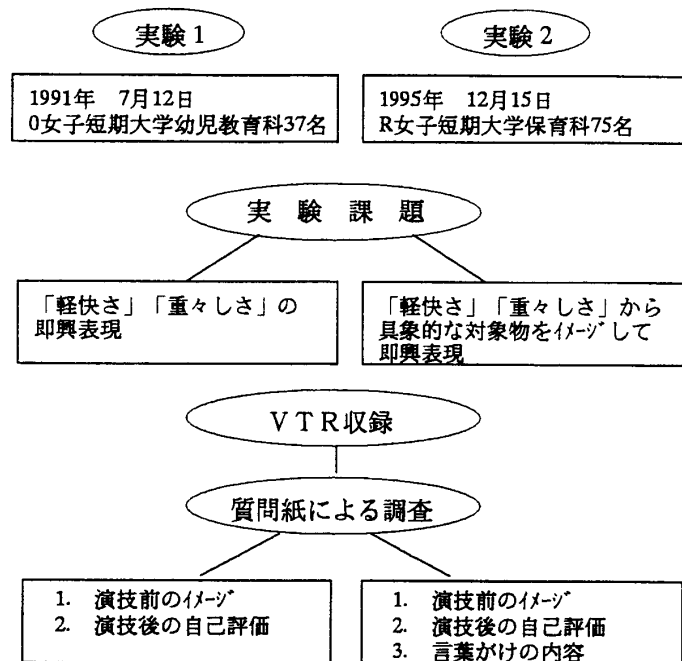 実験1
実験2
1991年 7月12日
0女子短期大学幼児教育科37名
1995年 12月15日
R女子短期大学保育科75名
実 験 課 題
「軽快さ」「重々しさ」の
即興表現
「軽快さ」「重々しさ」から
具象的な対象物をｲﾒｰｼﾞして
即興表現
VTR収録
質問紙による調査
1. 演技前のｲﾒｰｼﾞ
2. 演技後の自己評価
1. 演技前のｲﾒｰｼﾞ
2. 演技後の自己評価
3. 言葉がけの内容